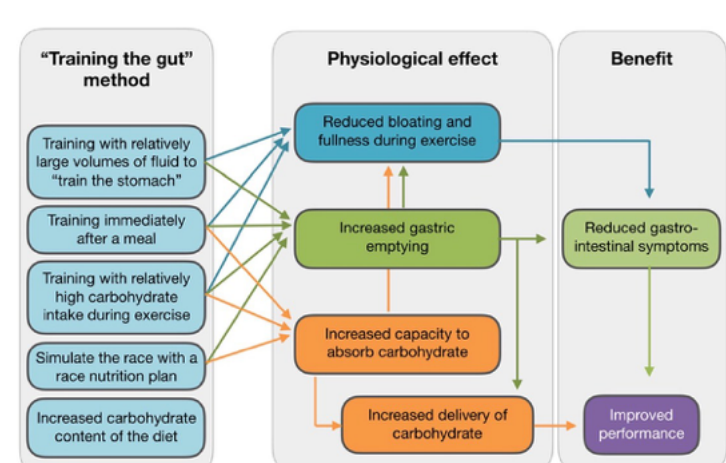 “Training the gut”
method
Physiological effect
Benefit
Training with relatively
large volumes of fluid to
“train the stomach”
Training immediately
after a meal
Training with relatively
high carbohydrate
intake during exercise
Simulate the race with a
race nutrition plan
Increased carbohydrate
content of the diet
Reduced bloating and
fullness during exercise
Increased gastric
emptying
Increased capacity to
absorb carbohydrate
Increased delivery of
carbohydrate
Reduced gastro-
intestinal symptoms
Improved
performance